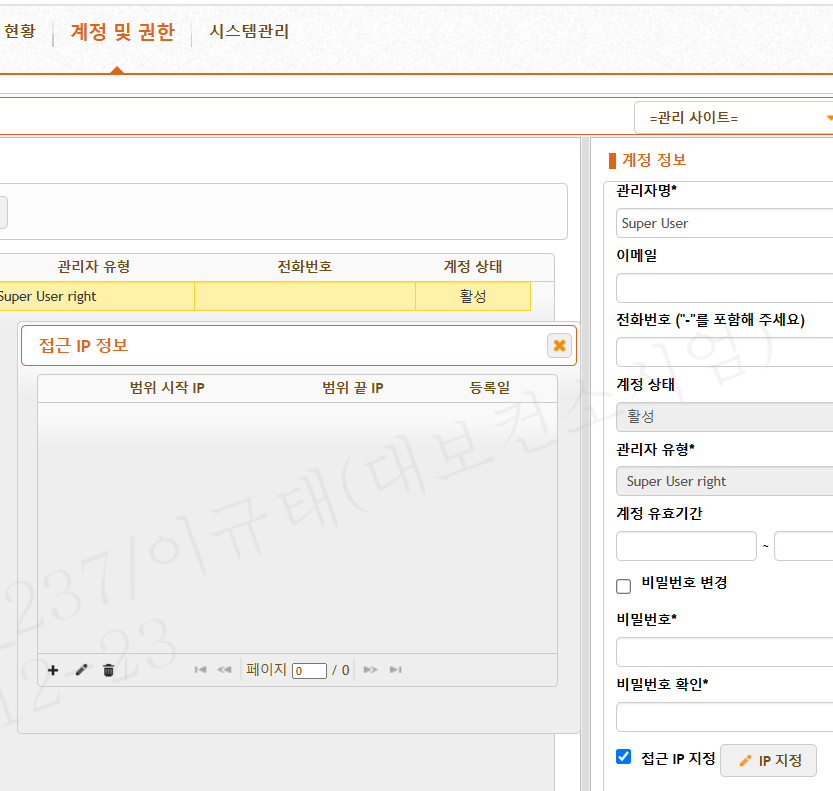 현황
계정 및 권한
시스템관리
=관리 사이트=
계정 정보
관리자명*
Super User
이메일
전화번호 ("-"를 포함해 주세요)
계정 상태
활성
관리자 유형*
Super User right
계정 유효기간
~
비밀번호 변경
비밀번호*
비밀번호 확인*
접근 IP 지정
IP 지정
관리자 유형 전화번호 계정 상태
Super User right 활성
접근 IP 정보
범위 시작 IP 범위 끝 IP 등록일
페이지 0 / 0
_237/이규태(대보컨소시엄)
12-23